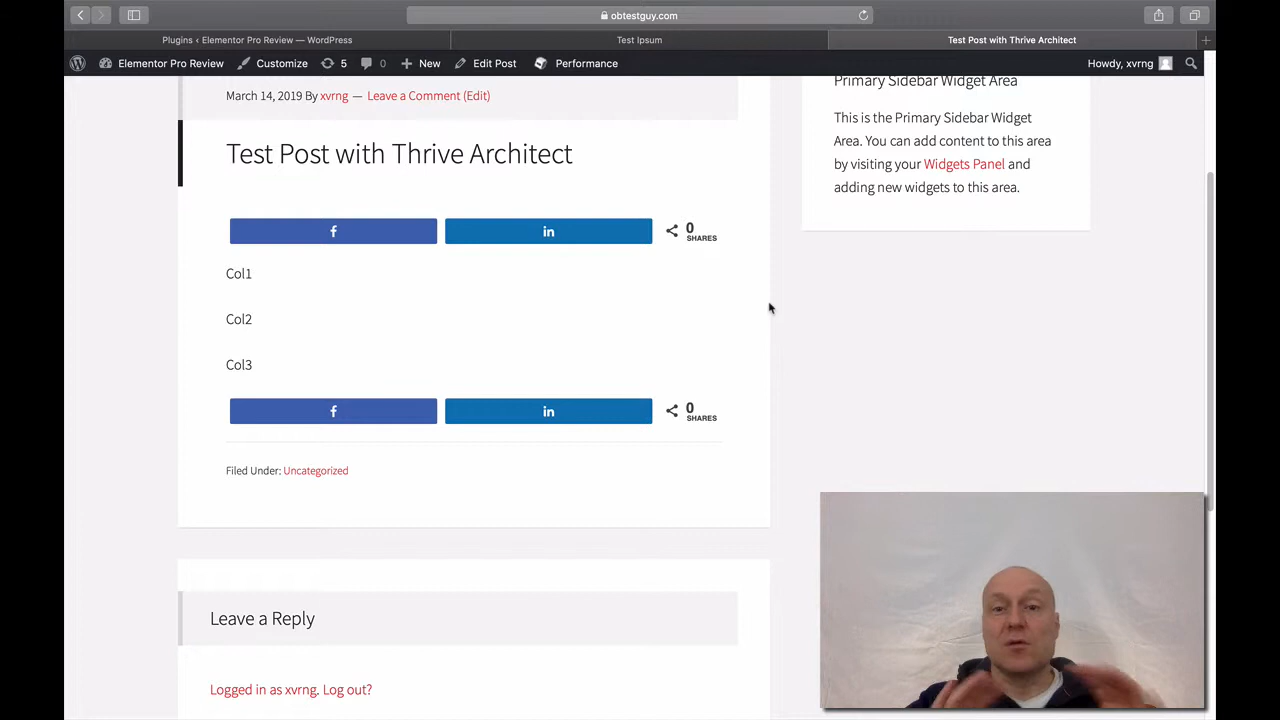 obtestguy.com
Plugins ‹ Elementor Pro Review — WordPress
Test Ipsum
Test Post with Thrive Architect
Elementor Pro Review
Customize
5
0
New
Edit Post
Performance
Howdy, xvrng
March 14, 2019 By xvrng — Leave a Comment (Edit)
Test Post with Thrive Architect
f
in
0
SHARES
Col1
Col2
Col3
f
in
0
SHARES
Filed Under: Uncategorized
Leave a Reply
Logged in as xvrng. Log out?
Primary Sidebar Widget Area
This is the Primary Sidebar Widget
Area. You can add content to this area
by visiting your Widgets Panel and
adding new widgets to this area.